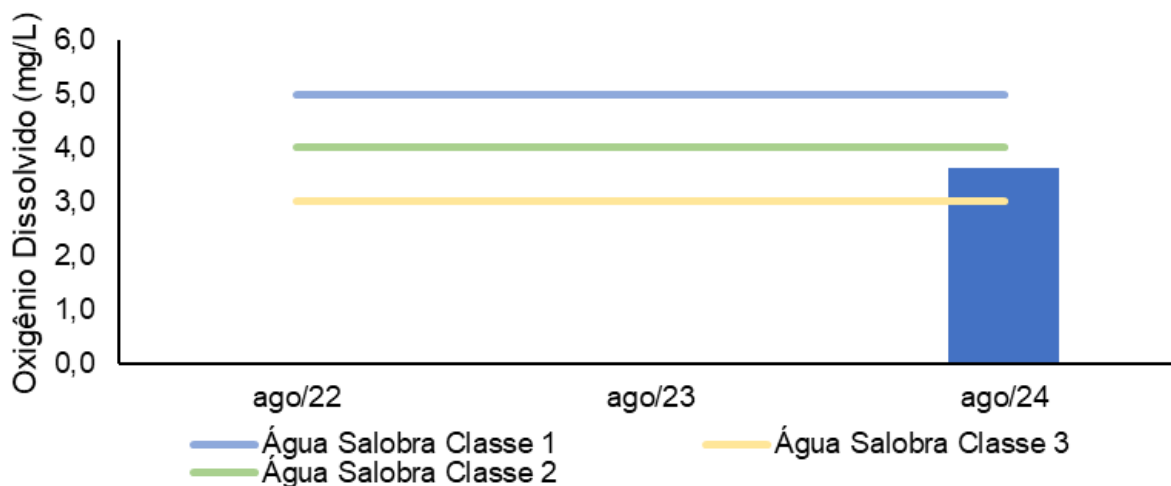 Oxigênio Dissolvido (mg/L)
6,0
5,0
4,0
3,0
2,0
1,0
0,0
ago/22 ago/23 ago/24
Água Salobra Classe 1 Água Salobra Classe 3
Água Salobra Classe 2